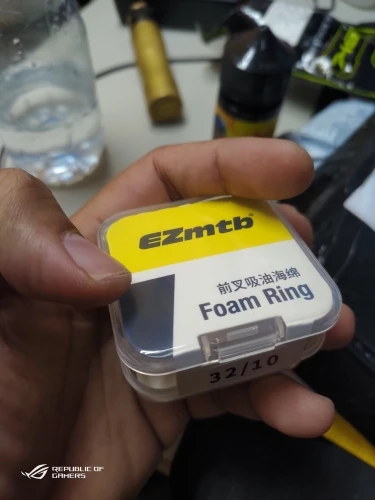 EZmtb®
前叉吸油海绵
Foam Ring
32/10
REPUBLIC OF
GAMERS